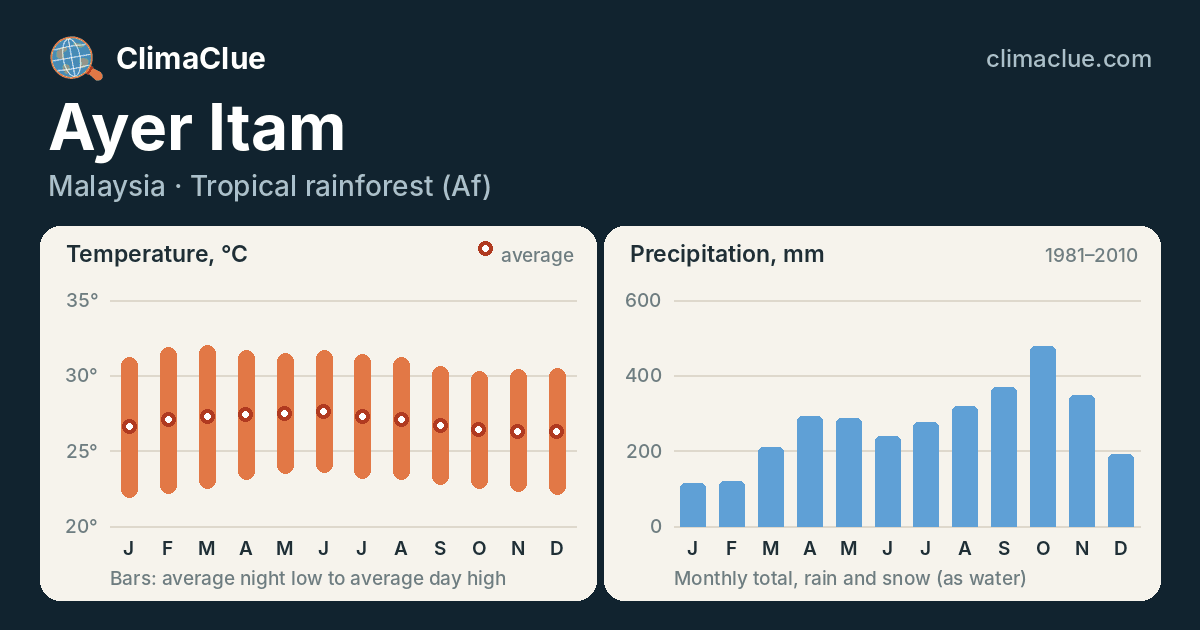 ClimaClue
climaclue.com
Ayer Itam
Malaysia · Tropical rainforest (Af)
Temperature, °C
average
35°
30°
25°
20°
J F M A M J J A S O N D
Bars: average night low to average day high
Precipitation, mm
1981–2010
600
400
200
0
J F M A M J J A S O N D
Monthly total, rain and snow (as water)